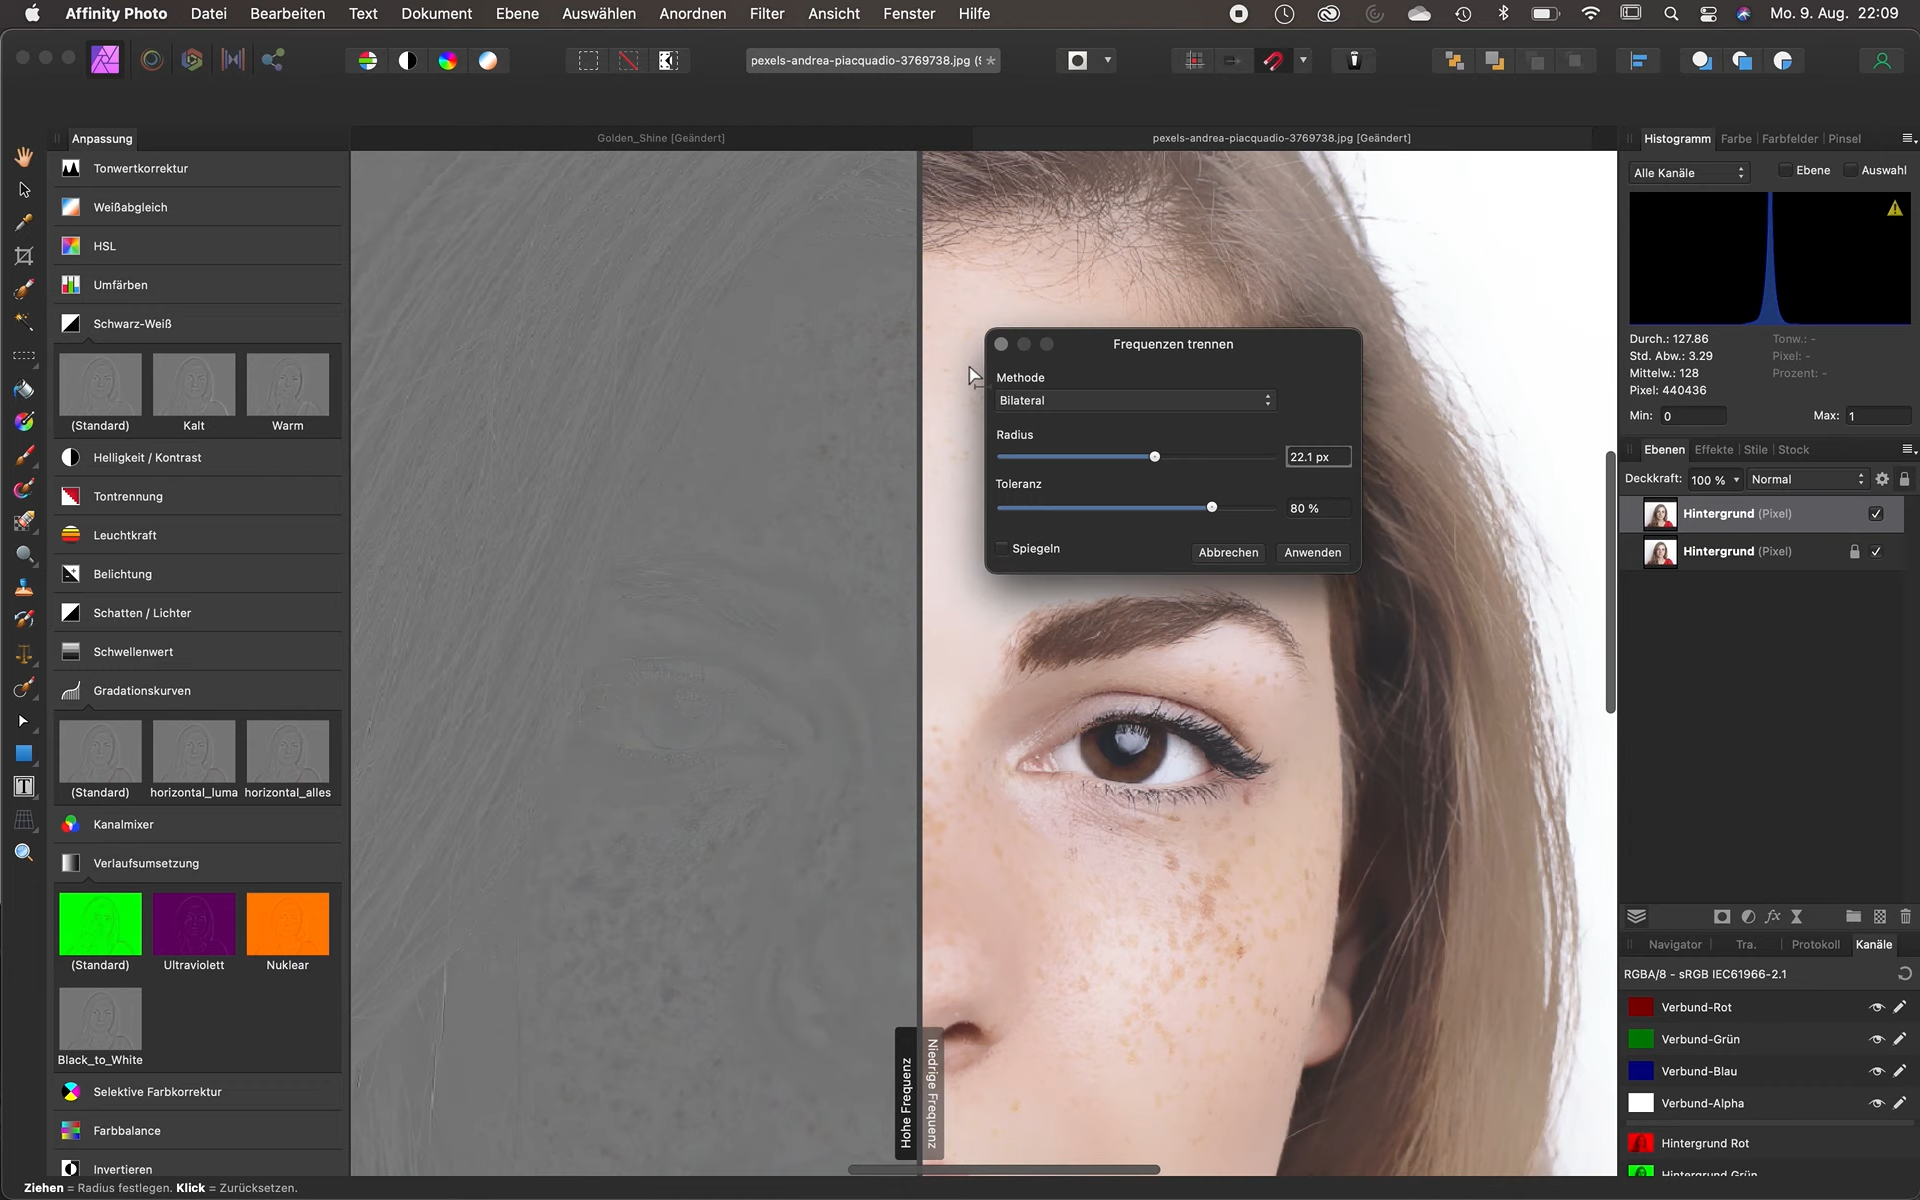 Affinity Photo Datei Bearbeiten Text Dokument Ebene Auswählen Anordnen Filter Ansicht Fenster Hilfe Mo. 9. Aug. 22:09
pexels-andrea-piacquadio-3769738.jpg
Anpassung
Golden_Shine [Geändert]
pexels-andrea-piacquadio-3769738.jpg [Geändert]
Tonwertkorrektur
Weißabgleich
HSL
Umfärben
Schwarz-Weiß
(Standard) Kalt Warm
Helligkeit / Kontrast
Tontrennung
Leuchtkraft
Belichtung
Schatten / Lichter
Schwellenwert
Gradationskurven
(Standard) horizontal_luma horizontal_alles
Kanalmixer
Verlaufsumsetzung
(Standard) Ultraviolett Nuklear
Black_to_White
Selektive Farbkorrektur
Farbbalance
Invertieren
Ziehen = Radius festlegen. Klick = Zurücksetzen.
Frequenzen trennen
Methode
Bilateral
Radius
22.1 px
Toleranz
80 %
Spiegeln Abbrechen Anwenden
Hohe Frequenz
Niedrige Frequenz
Histogramm Farbe Farbfelder Pinsel
Alle Kanäle Ebene Auswahl
Durch.: 127.86 Tonw.: -
Std. Abw.: 3.29 Pixel: -
Mittelw.: 128 Prozent: -
Pixel: 440436
Min: 0 Max: 1
Ebenen Effekte Stile Stock
Deckkraft: 100 % Normal
Hintergrund (Pixel)
Hintergrund (Pixel)
fx
Navigator Tra. Protokoll Kanäle
RGBA/8 - sRGB IEC61966-2.1
Verbund-Rot
Verbund-Grün
Verbund-Blau
Verbund-Alpha
Hintergrund Rot
Hintergrund Grün